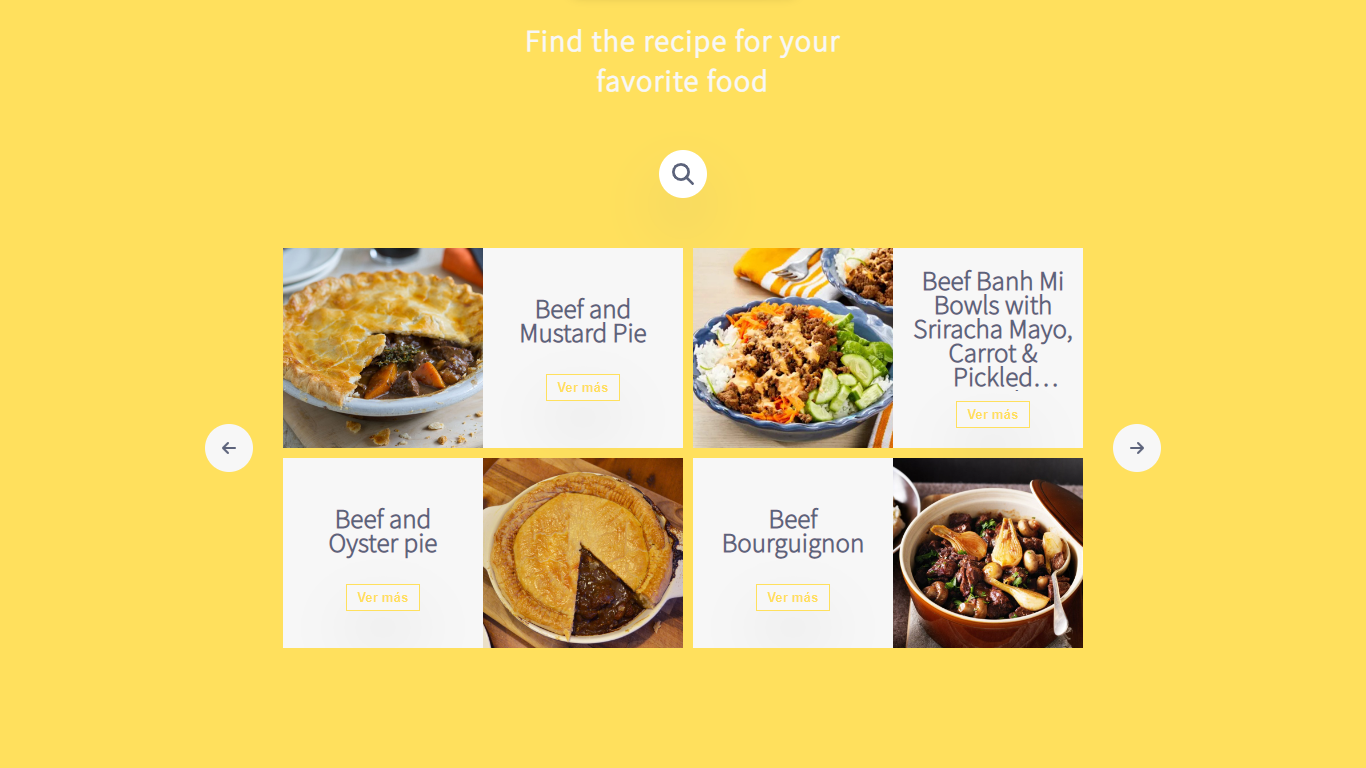 Find the recipe for your
favorite food
Beef and
Mustard Pie
Ver más
Beef Banh Mi
Bowls with
Sriracha Mayo,
Carrot &
Pickled…
Ver más
Beef and
Oyster pie
Ver más
Beef
Bourguignon
Ver más